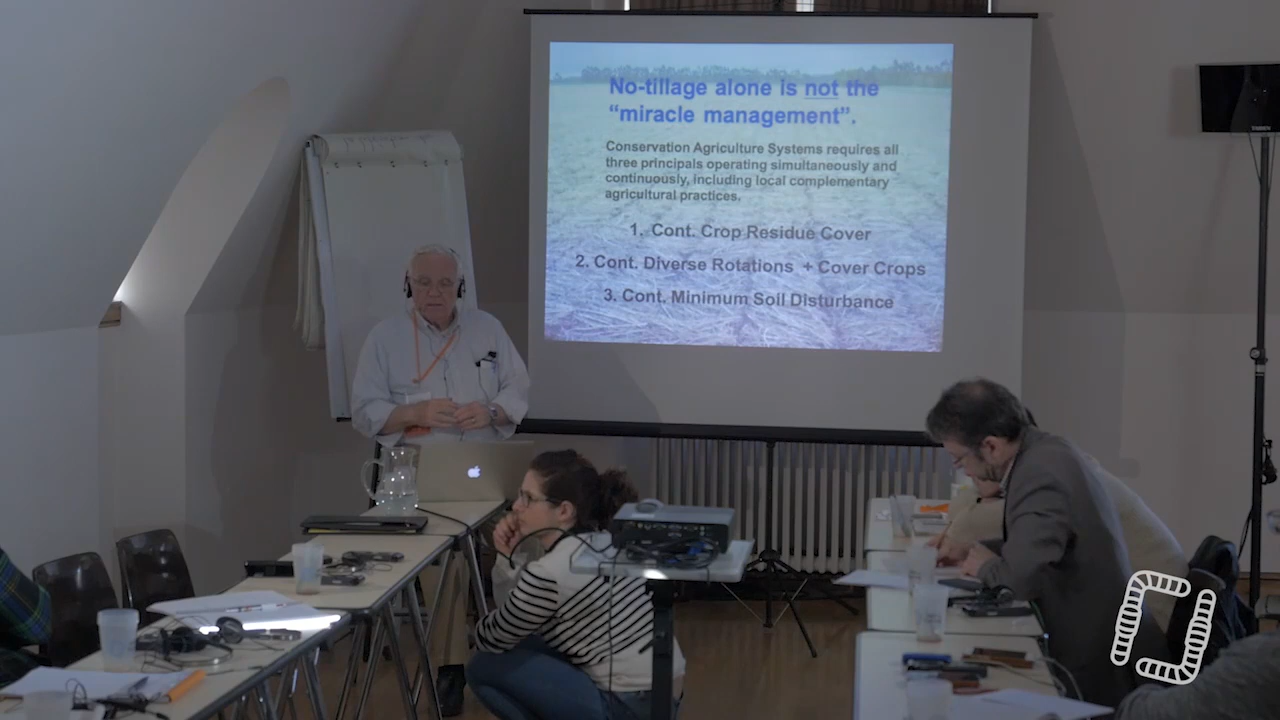 No-tillage alone is not the
“miracle management”.
Conservation Agriculture Systems requires all
three principals operating simultaneously and
continuously, including local complementary
agricultural practices.
1. Cont. Crop Residue Cover
2. Cont. Diverse Rotations + Cover Crops
3. Cont. Minimum Soil Disturbance